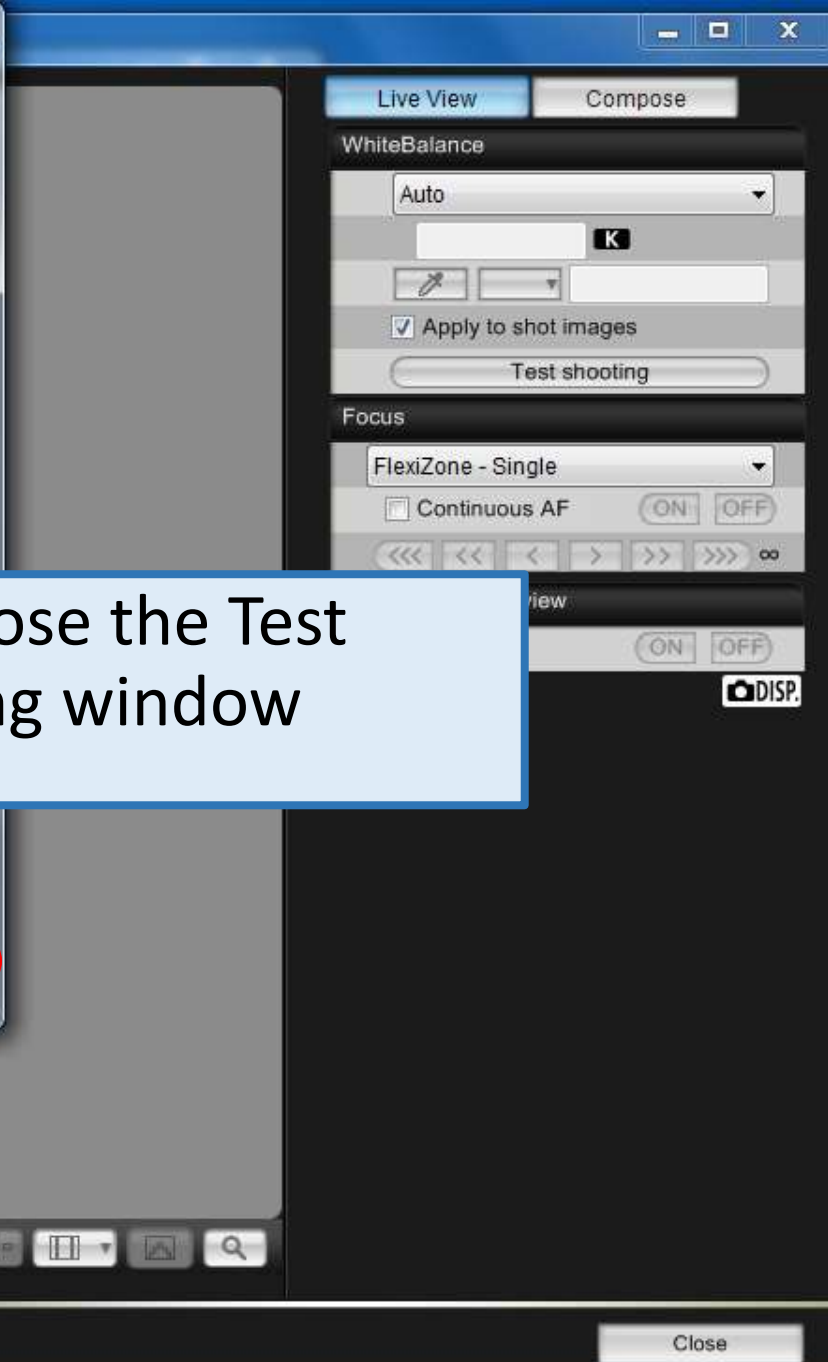 Live View Compose
WhiteBalance
Auto
K
Apply to shot images
Test shooting
Focus
FlexiZone - Single
Continuous AF ON OFF
<<< << < > >> >>> ∞
iew
ON OFF
DISP.
ose the Test
g window
Close